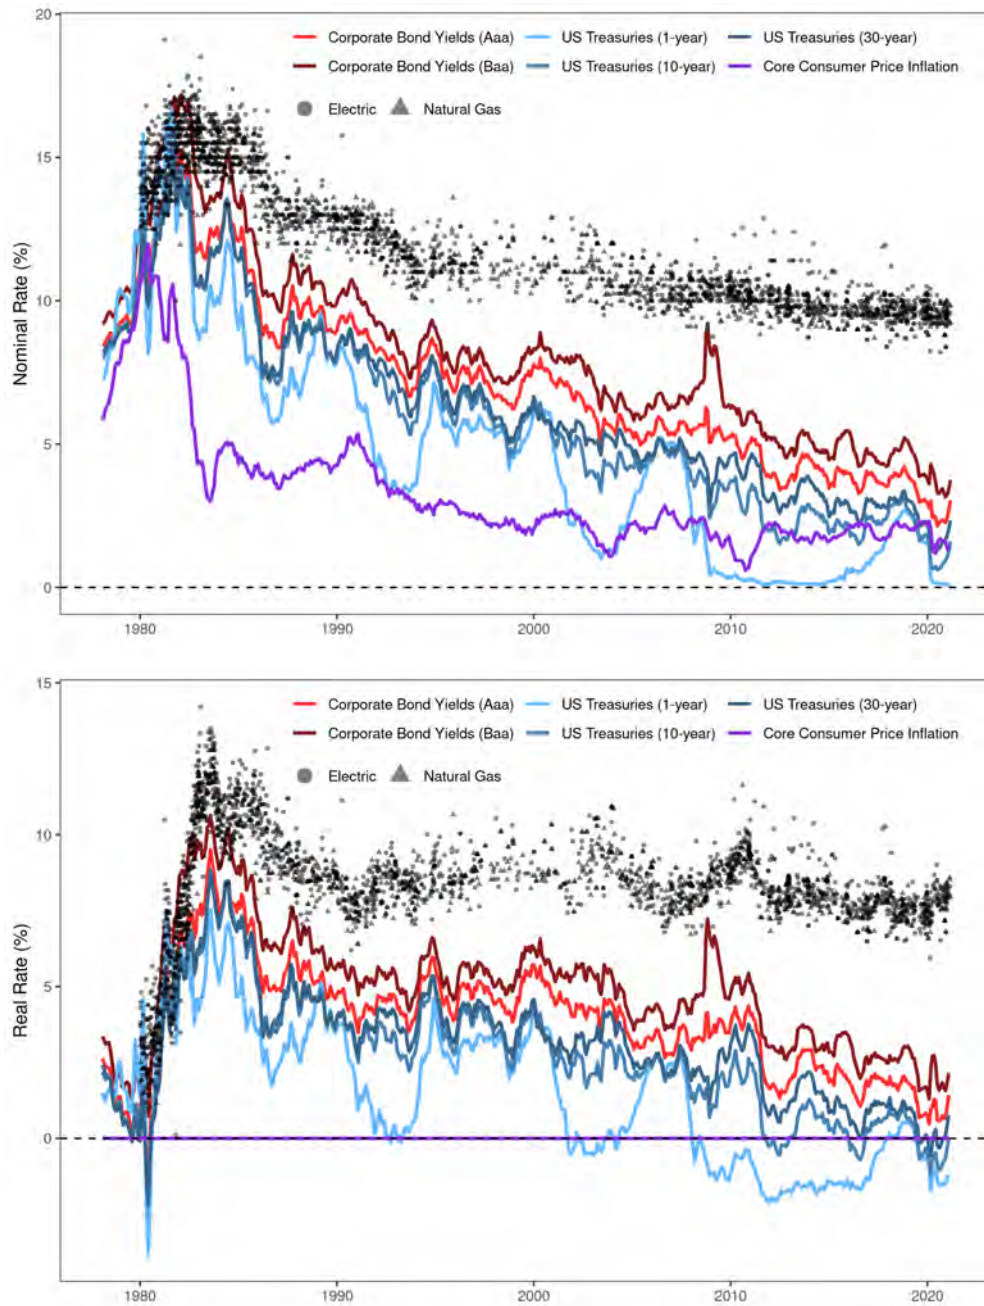 20
Corporate Bond Yields (Aaa) US Treasuries (1-year) US Treasuries (30-year)
Corporate Bond Yields (Baa) US Treasuries (10-year) Core Consumer Price Inflation
Electric Natural Gas
15
10
5
0
Nominal Rate (%)
1980 1990 2000 2010 2020
15
Corporate Bond Yields (Aaa) US Treasuries (1-year) US Treasuries (30-year)
Corporate Bond Yields (Baa) US Treasuries (10-year) Core Consumer Price Inflation
Electric Natural Gas
10
5
0
Real Rate (%)
1980 1990 2000 2010 2020